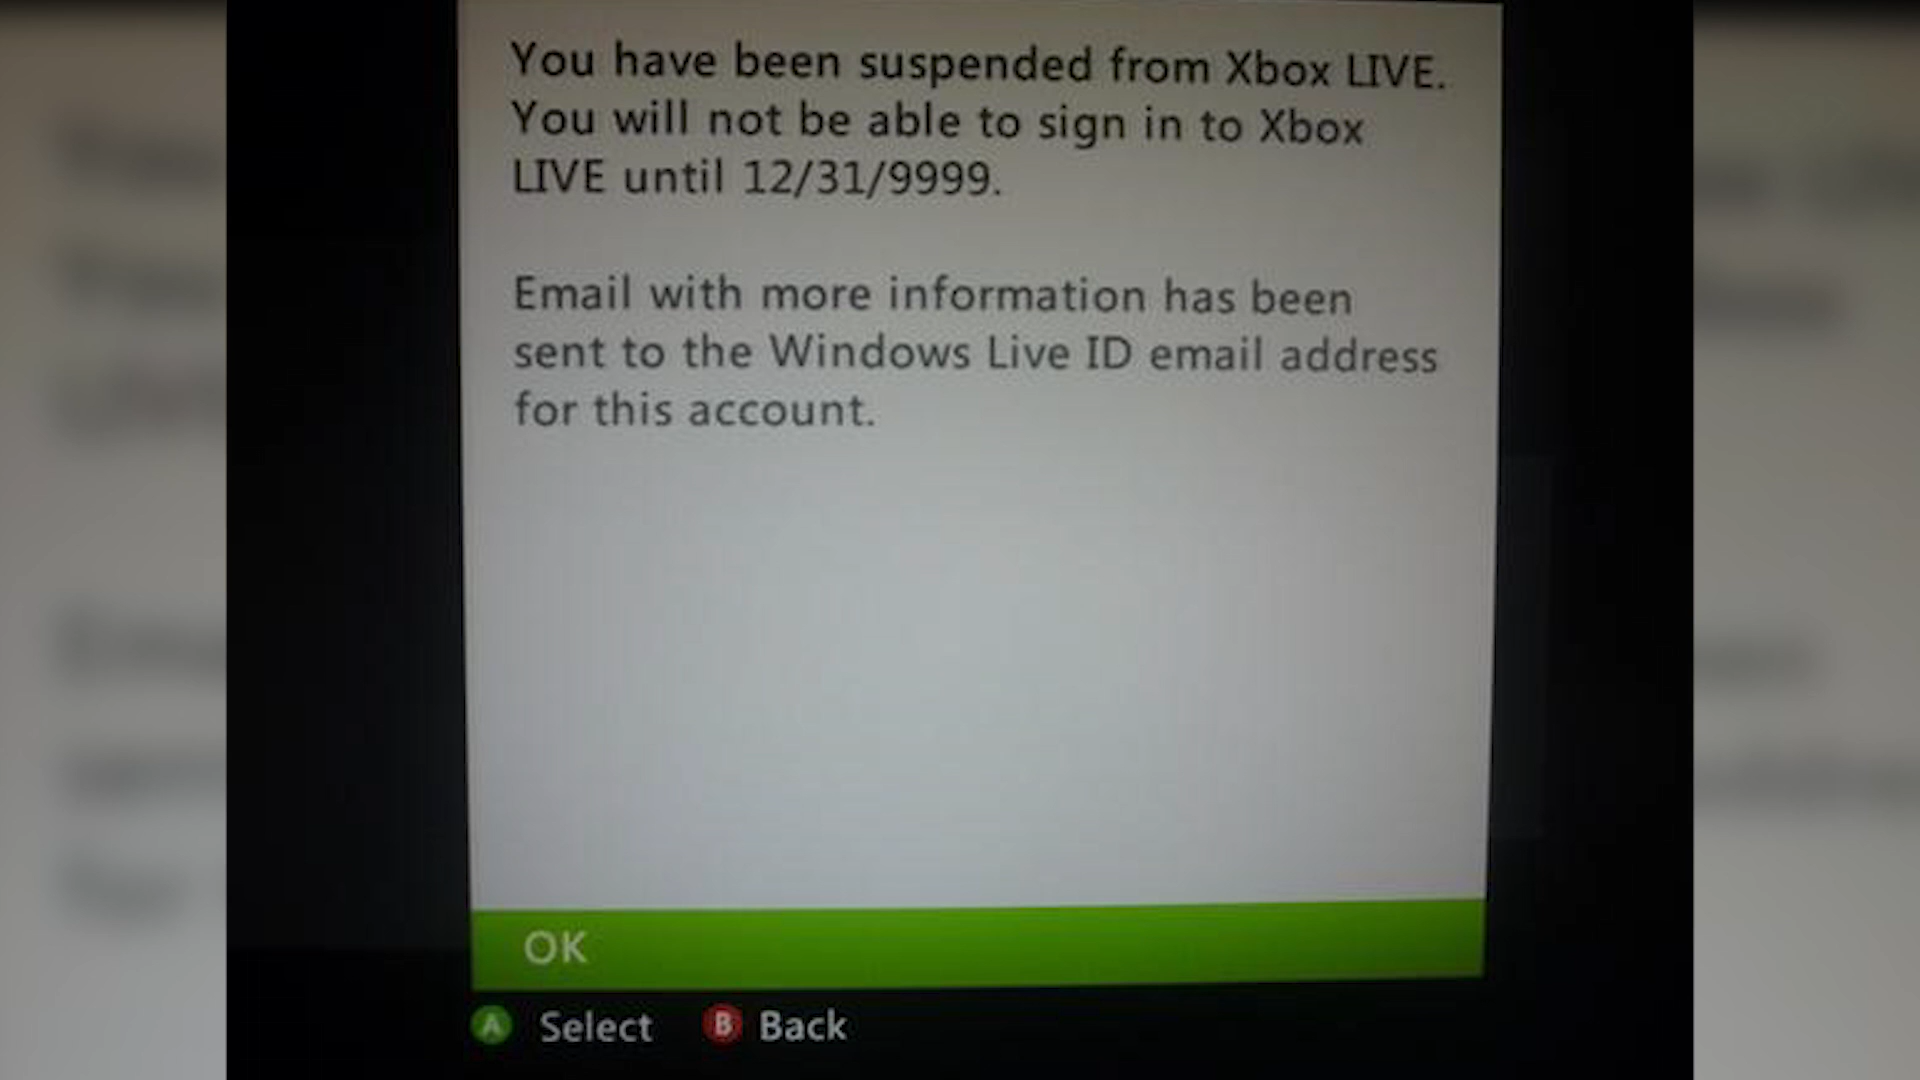 You have been suspended from Xbox LIVE.
You will not be able to sign in to Xbox
LIVE until 12/31/9999.
Email with more information has been
sent to the Windows Live ID email address
for this account.
OK
A Select B Back